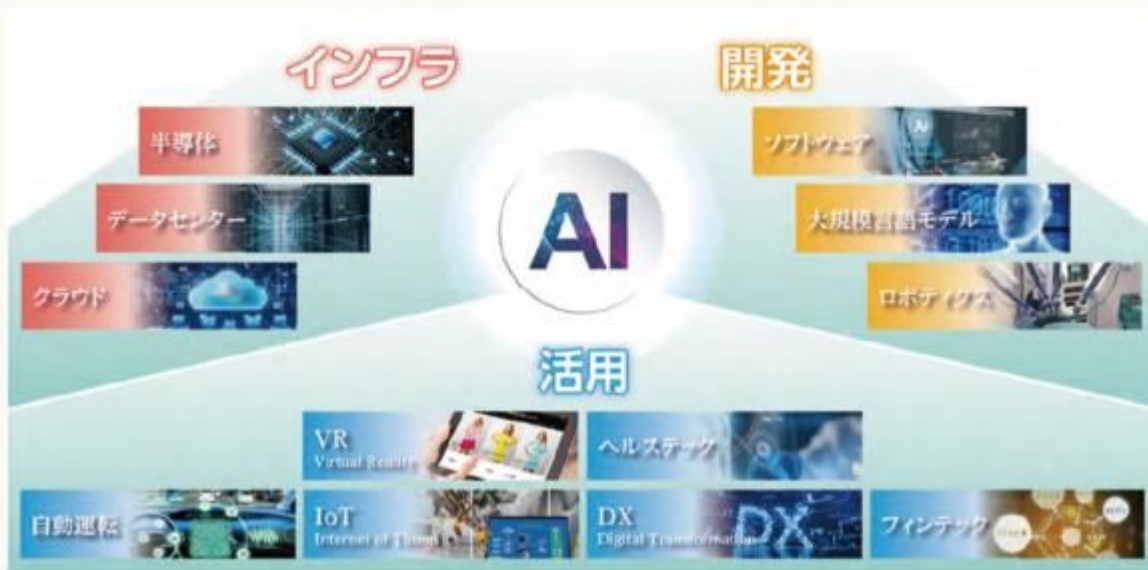 インフラ
半導体
データセンター
クラウド
AI
開発
ソフトウェア
大規模言語モデル
ロボティクス
活用
VR
Virtual Reality
ヘルステック
自動運転
IoT
Internet of Things
DX
Digital Transformation
DX
フィンテック